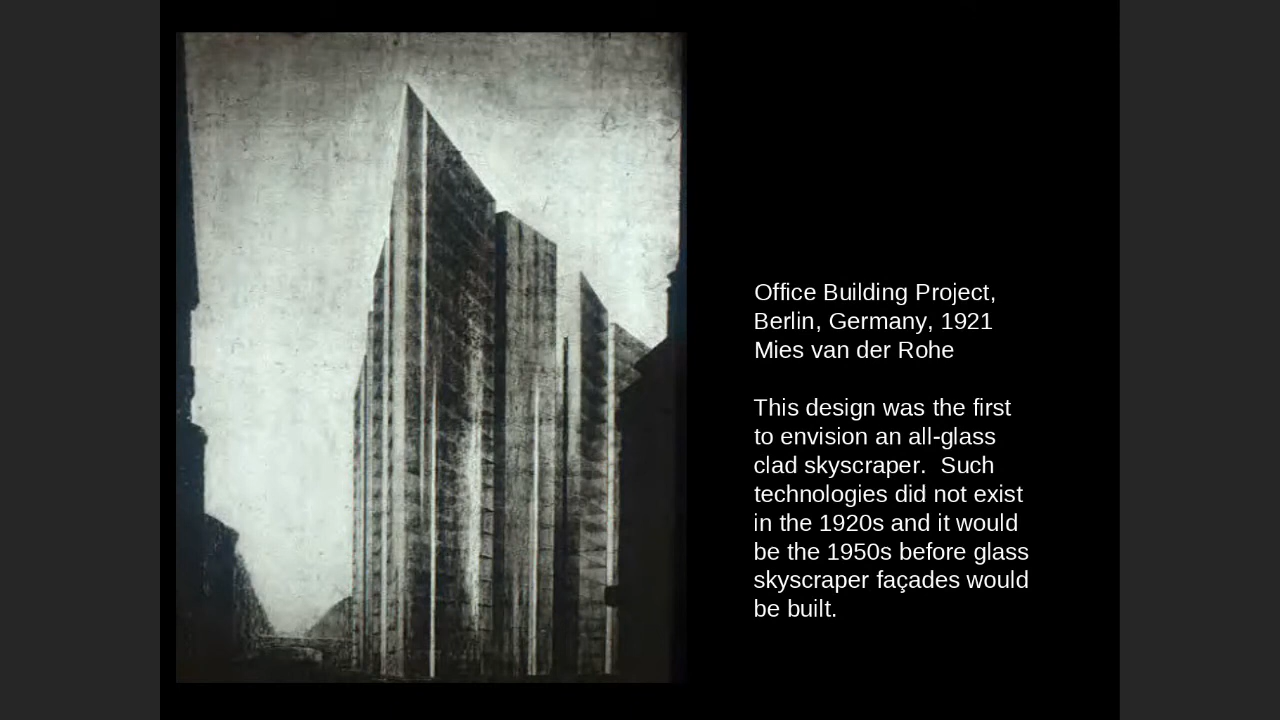 Office Building Project,
Berlin, Germany, 1921
Mies van der Rohe
This design was the first
to envision an all-glass
clad skyscraper.  Such
technologies did not exist
in the 1920s and it would
be the 1950s before glass
skyscraper façades would
be built.